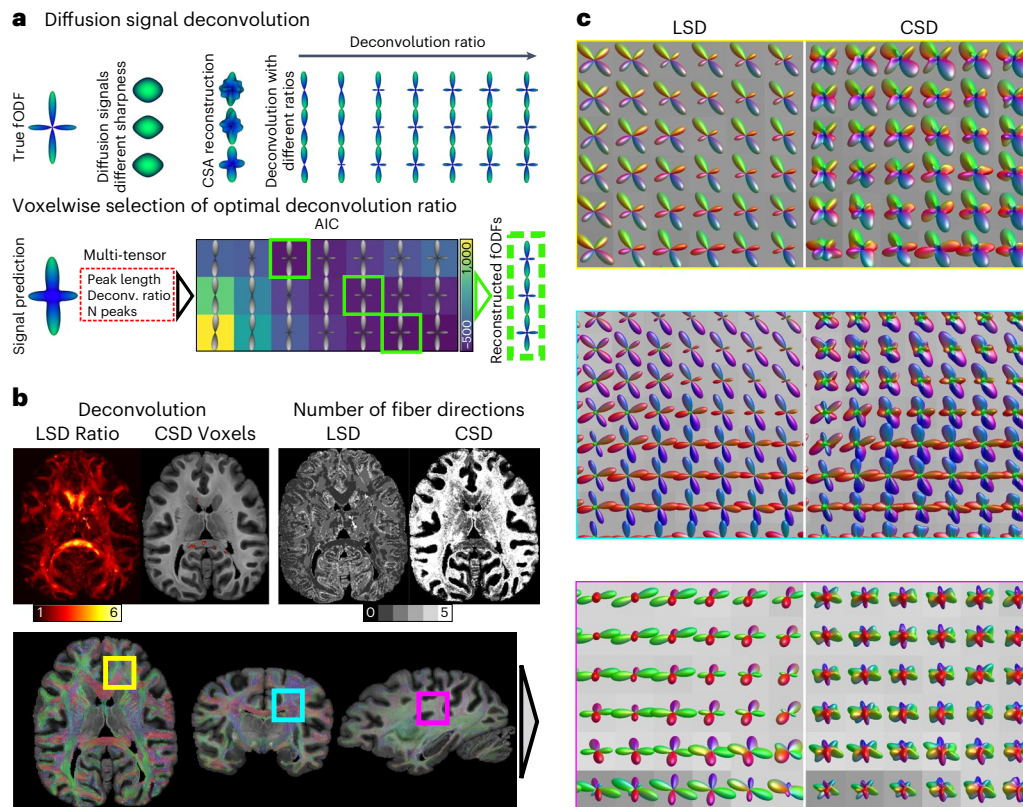 a Diffusion signal deconvolution
Deconvolution ratio
True fODF
Diffusion signals
different sharpness
CSA reconstruction
Deconvolution with
different ratios
Voxelwise selection of optimal deconvolution ratio
AIC
Signal prediction
Multi-tensor
Peak length
Deconv. ratio
N peaks
1,000
–500
Reconstructed fODFs
b
Deconvolution
LSD Ratio CSD Voxels
Number of fiber directions
LSD CSD
1 6
0 5
c
LSD CSD